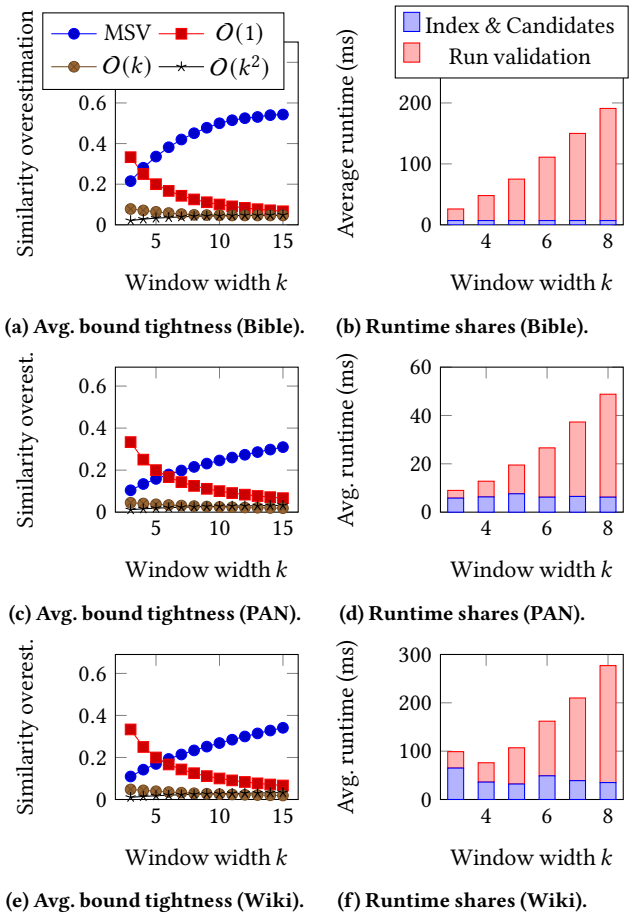 MSV
O(1)
O(k)
O(k²)
Similarity overestimation
0.6
0.4
0.2
0
5
10
15
Window width k
(a) Avg. bound tightness (Bible).
Index & Candidates
Run validation
Average runtime (ms)
200
100
0
4
6
8
Window width k
(b) Runtime shares (Bible).
Similarity overest.
0.6
0.4
0.2
0
5
10
15
Window width k
(c) Avg. bound tightness (PAN).
Avg. runtime (ms)
60
40
20
0
4
6
8
Window width k
(d) Runtime shares (PAN).
Similarity overest.
0.6
0.4
0.2
0
5
10
15
Window width k
(e) Avg. bound tightness (Wiki).
Avg. runtime (ms)
300
200
100
0
4
6
8
Window width k
(f) Runtime shares (Wiki).